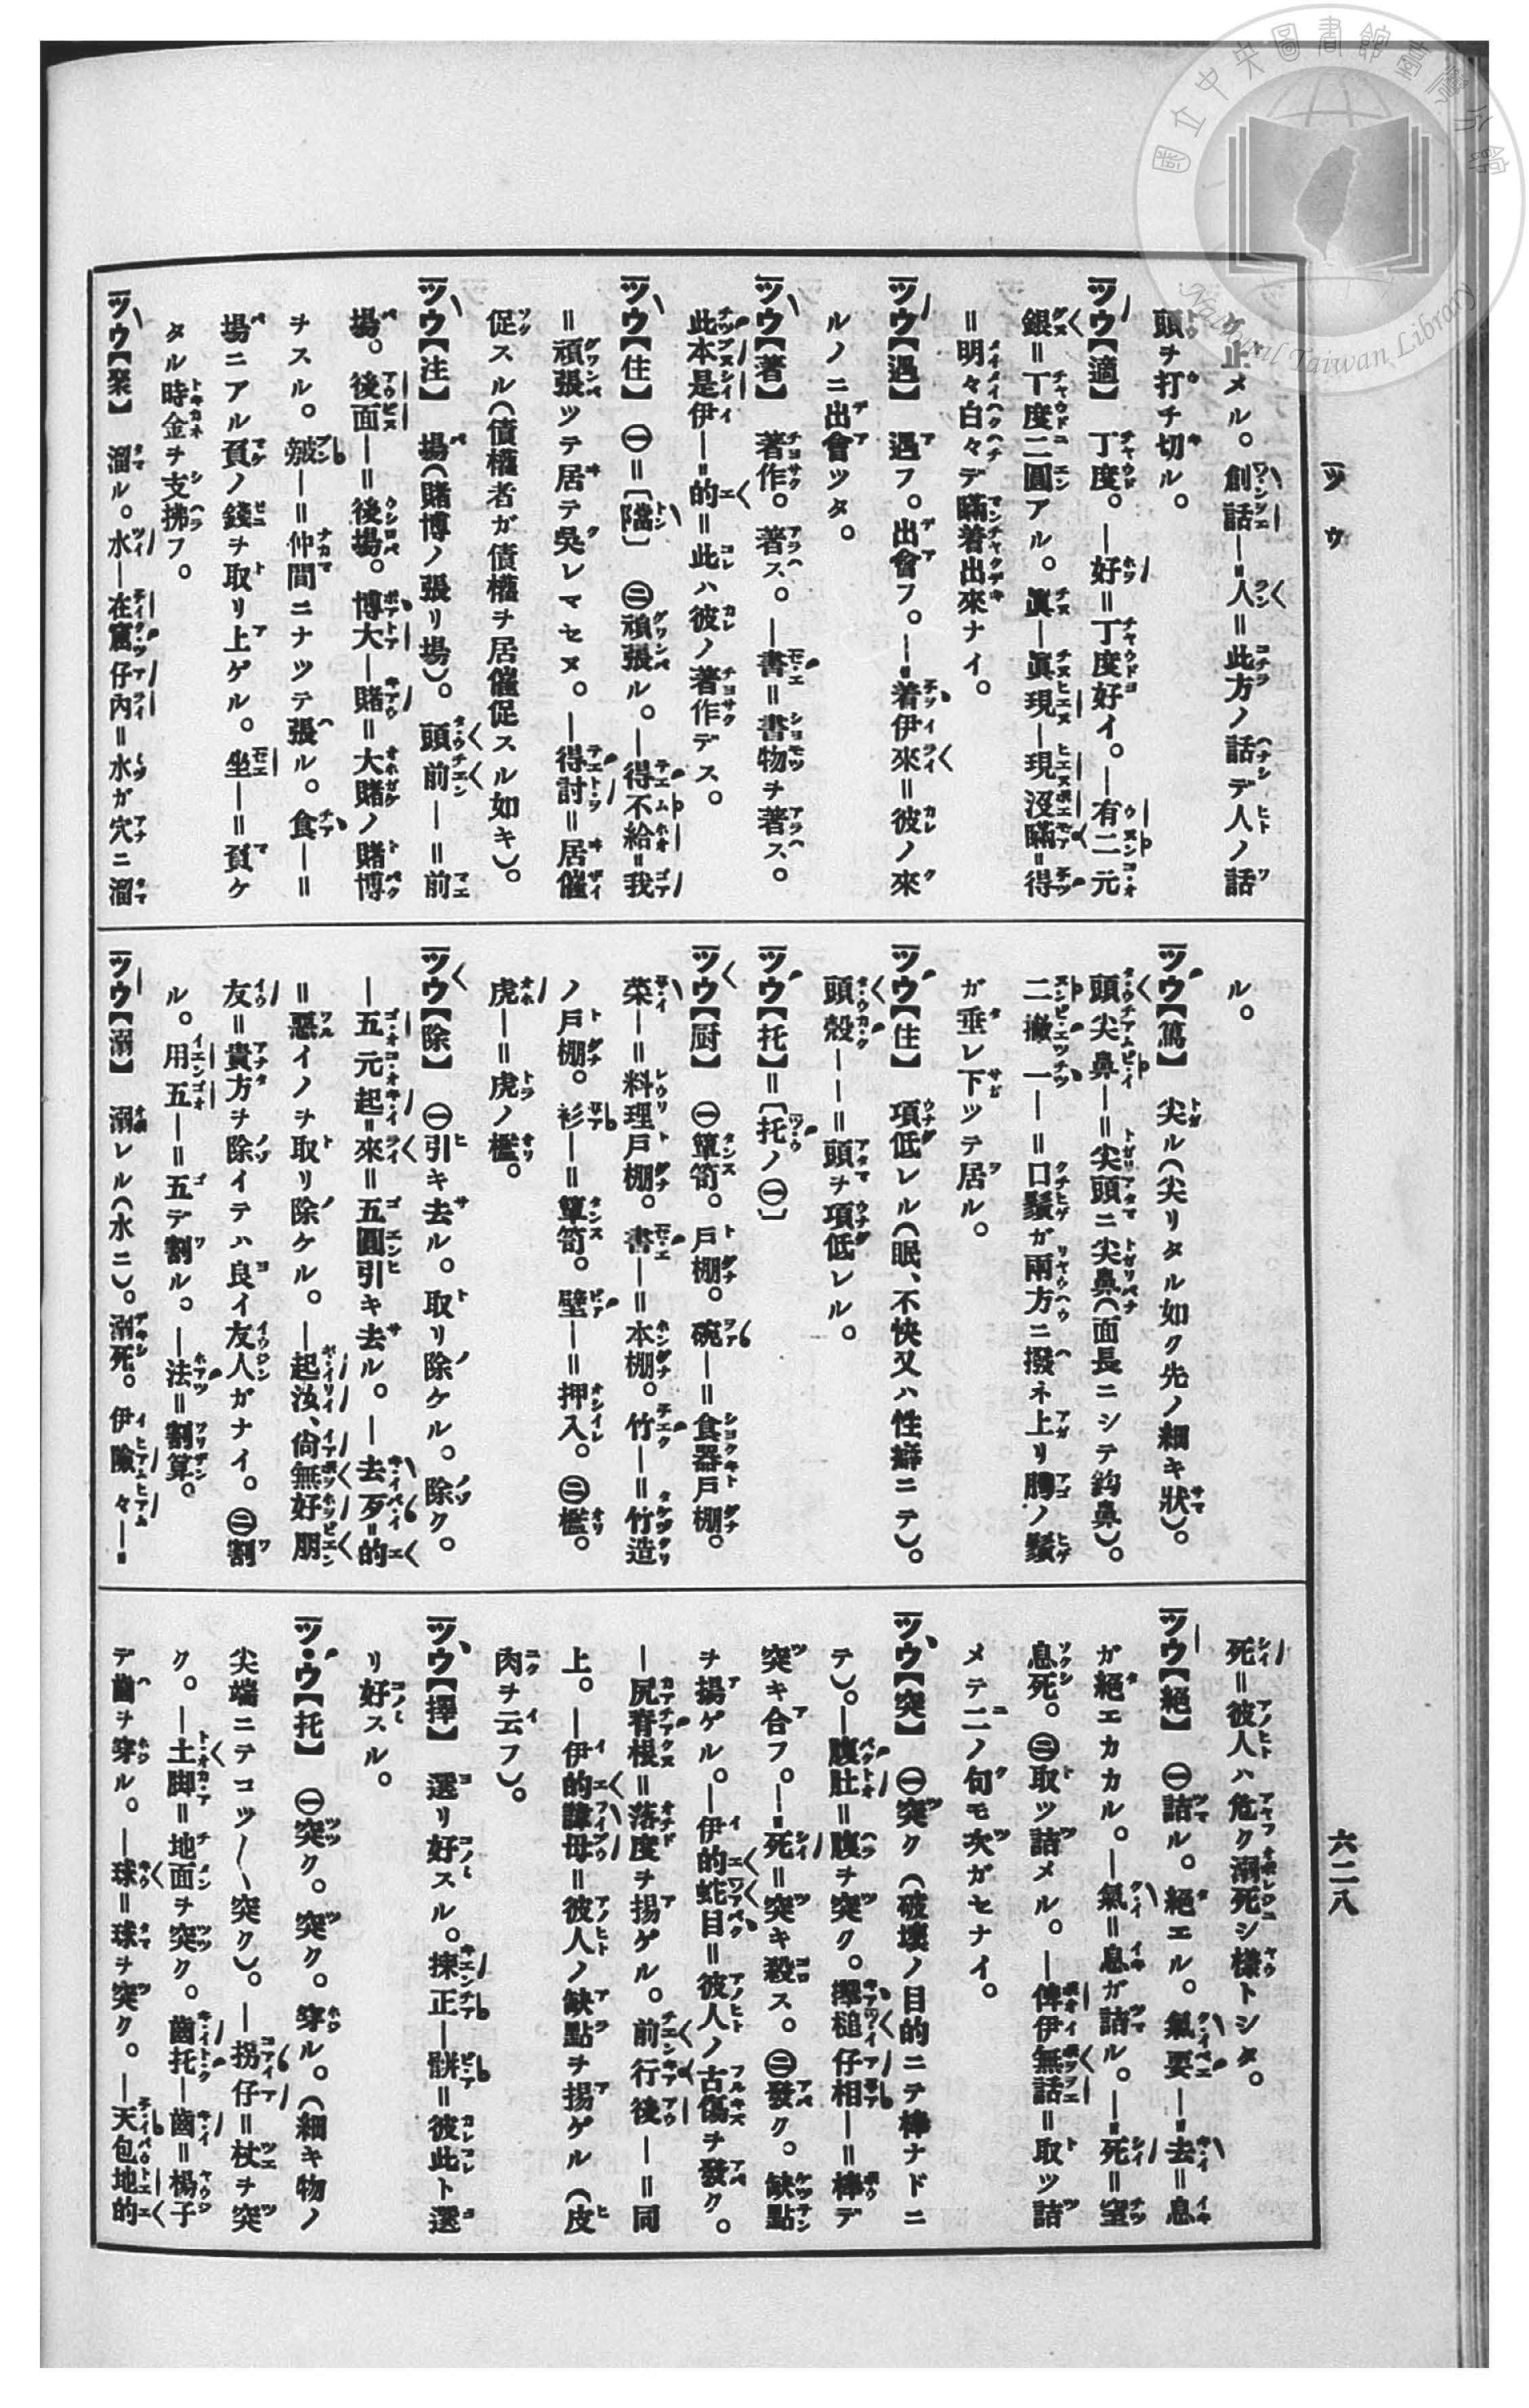 ツウ
六二八
ケ止メル。創話—＝人＝此方ノ話デ人ノ話
頭ヲ打チ切ル。
ツウ【適】 丁度。—好＝丁度好イ。—有二元
銀＝丁度二圓アル。眞—眞現—現沒瞞＝得
＝明々白々デ瞞着出來ナイ。
ツウ【遇】 遇フ。出會フ。—＝着伊來＝彼ノ來
ルノニ出會ツタ。
ツウ【著】 著作。著ス。—書＝書物ヲ著ス。
此本是伊—＝的＝此ハ彼ノ著作デス。
ツウ【住】 ㊀＝〔隨〕 ㊁頑張ル。—得不給＝我
＝頑張ツテ居テ吳レマセヌ。—得討＝居催
促スル（債權者ガ債權ヲ居催促スル如キ）。
ツウ【注】 場（賭博ノ張リ場）。頭前—＝前
場。後面—＝後場。博大—賭＝大賭ノ賭博
ヲスル。—＝仲間ニナツテ張ル。食—＝
場ニアル負ノ錢ヲ取リ上ゲル。坐—＝負ケ
タル時金ヲ支拂フ。
ツウ【聚】 溜ル。水—在窟仔內＝水ガ穴ニ溜
ル。
ツウ【篤】 尖ル（尖リタル如ク先ノ細キ狀）。
頭尖鼻—＝尖頭ニ尖鼻（面長ニシテ鈎鼻）。
二撇一—＝口鬚ガ兩方ニ撥ネ上リ腭ノ鬚
ガ垂レ下ツテ居ル。
ツウ【住】 項低レル（眠、不快又ハ性癖ニテ）。
頭殼——＝頭ヲ項低レル。
ツウ【托】＝〔托ノ㊀〕
ツウ【厨】 ㊀簞笥。戶棚。碗—＝食器戶棚。
菜—＝料理戶棚。書—＝本棚。竹—＝竹造
ノ戶棚。衫—＝簞笥。壁—＝押入。㊁檻。
虎—＝虎ノ檻。
ツウ【除】 ㊀引キ去ル。取リ除ケル。除ク。
—五元起＝來＝五圓引キ去ル。—去歹＝的
＝惡イノヲ取リ除ケル。—起汝、尙無好朋
友＝貴方ヲ除イテハ良イ友人ガナイ。㊁割
ル。用五—＝五デ割ル。—法＝割算。
ツウ【溺】 溺レル（水ニ）。溺死。伊險々—＝
死＝彼人ハ危ク溺死シ樣トシタ。
ツウ【絕】 ㊀詰ル。絕エル。氣要—＝去＝息
ガ絕エカカル。—氣＝息ガ詰ル。—＝死＝窒
息死。㊁取ツ詰メル。—俾伊無話＝取ツ詰
メテ二ノ句モ次ガセナイ。
ツウ【突】 ㊀突ク（破壞ノ目的ニテ棒ナドニ
テ）。—腹肚＝腹ヲ突ク。槌仔相—＝棒デ
突キ合フ。—＝死＝突キ殺ス。㊁發ク。缺點
ヲ揚ゲル。—伊的蛇目＝彼人ノ古傷ヲ發ク。
—尻脊根＝落度ヲ揚ゲル。前行後—＝同
上。—伊的諱母＝彼人ノ缺點ヲ揚ゲル（皮
肉ヲ云フ）。
ツウ【擇】 選リ好スル。揀正—骿＝彼此ト選
リ好スル。
ツ・ウ【托】 ㊀突ク。突ク。穿ル。（細キ物ノ
尖端ニテコツ〱突ク）。—拐仔＝杖ヲ突
ク。—土脚＝地面ヲ突ク。齒托—齒＝楊子
デ齒ヲ穿ル。—球＝球ヲ突ク。—天包地的